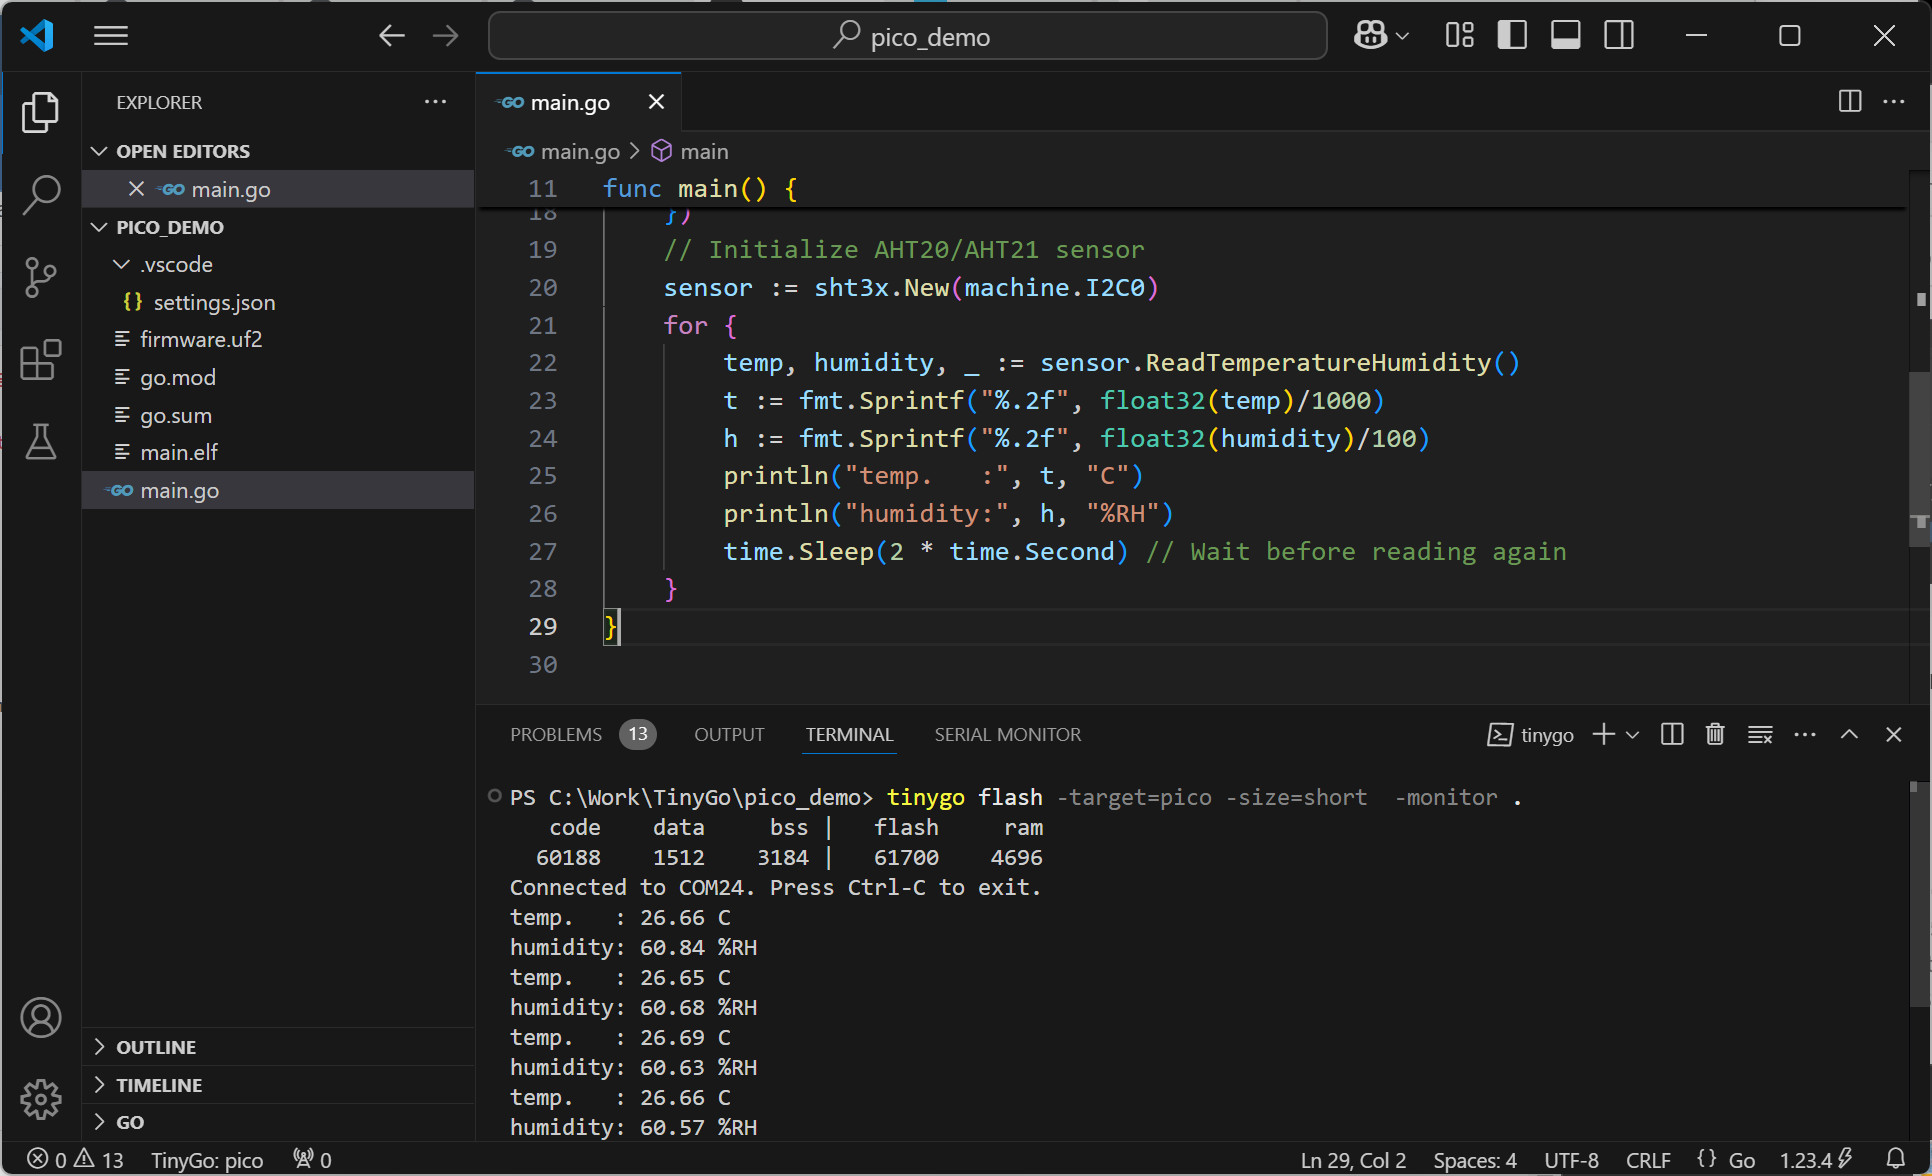 pico_demo
EXPLORER
OPEN EDITORS
main.go
PICO_DEMO
.vscode
settings.json
firmware.uf2
go.mod
go.sum
main.elf
main.go
OUTLINE
TIMELINE
GO
main.go
main.go > main
11 func main() {
18 })
19 // Initialize AHT20/AHT21 sensor
20 sensor := sht3x.New(machine.I2C0)
21 for {
22 temp, humidity, _ := sensor.ReadTemperatureHumidity()
23 t := fmt.Sprintf("%.2f", float32(temp)/1000)
24 h := fmt.Sprintf("%.2f", float32(humidity)/100)
25 println("temp.   :", t, "C")
26 println("humidity:", h, "%RH")
27 time.Sleep(2 * time.Second) // Wait before reading again
28 }
29 }
30
PROBLEMS 13 OUTPUT TERMINAL SERIAL MONITOR tinygo
PS C:\Work\TinyGo\pico_demo> tinygo flash -target=pico -size=short  -monitor .
code data bss | flash ram
60188 1512 3184 | 61700 4696
Connected to COM24. Press Ctrl-C to exit.
temp.   : 26.66 C
humidity: 60.84 %RH
temp.   : 26.65 C
humidity: 60.68 %RH
temp.   : 26.69 C
humidity: 60.63 %RH
temp.   : 26.66 C
humidity: 60.57 %RH
0 13 TinyGo: pico 0 Ln 29, Col 2 Spaces: 4 UTF-8 CRLF {} Go 1.23.4